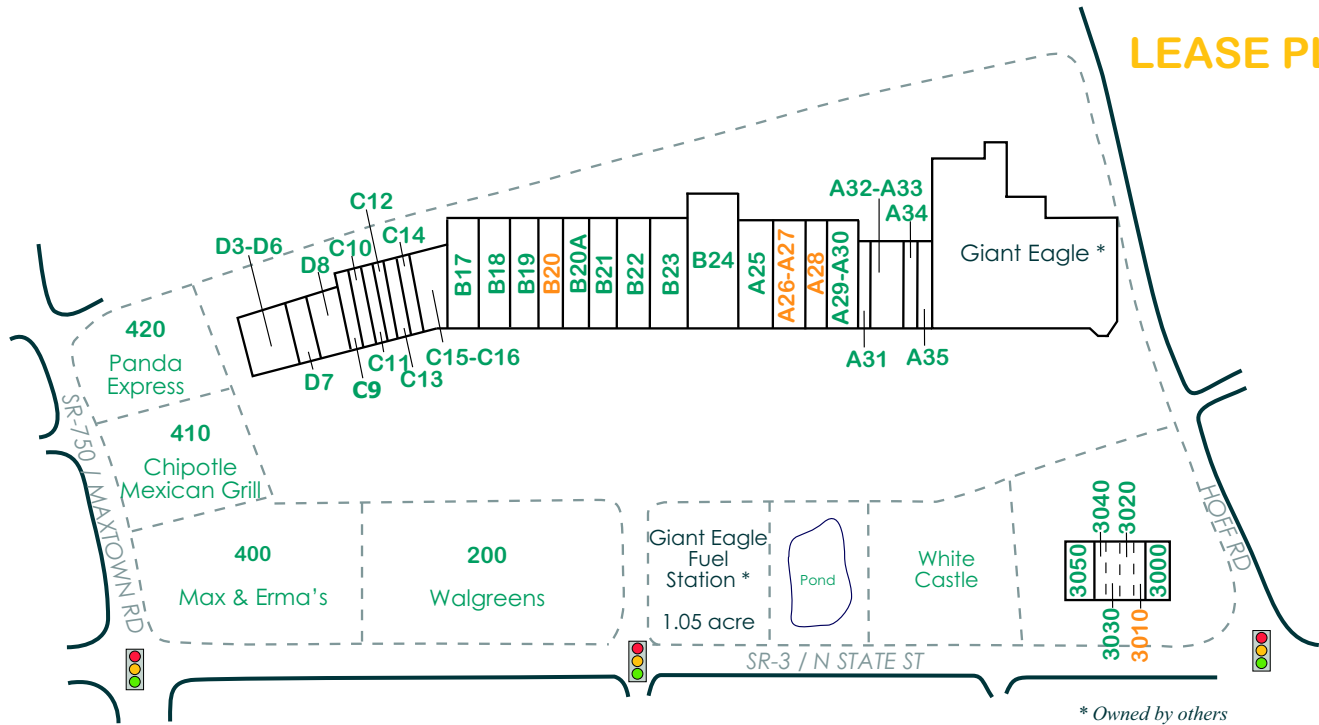 LEASE PL
A32-A33
A34
C12
C14
D3-D6
C10
D8
B17
B18
B19
B20
B20A
B21
B22
B23
B24
A25
A26-A27
A28
A29-A30
Giant Eagle *
D7
C9
C11
C13
C15-C16
A31
A35
420
Panda
Express
SR-750 / MAXTOWN RD
410
Chipotle
Mexican Grill
400
Max & Erma’s
200
Walgreens
Giant Eagle
Fuel
Station *
1.05 acre
Pond
White
Castle
3040
3020
3050
3000
3030
3010
HOFF RD
SR-3 / N STATE ST
* Owned by others